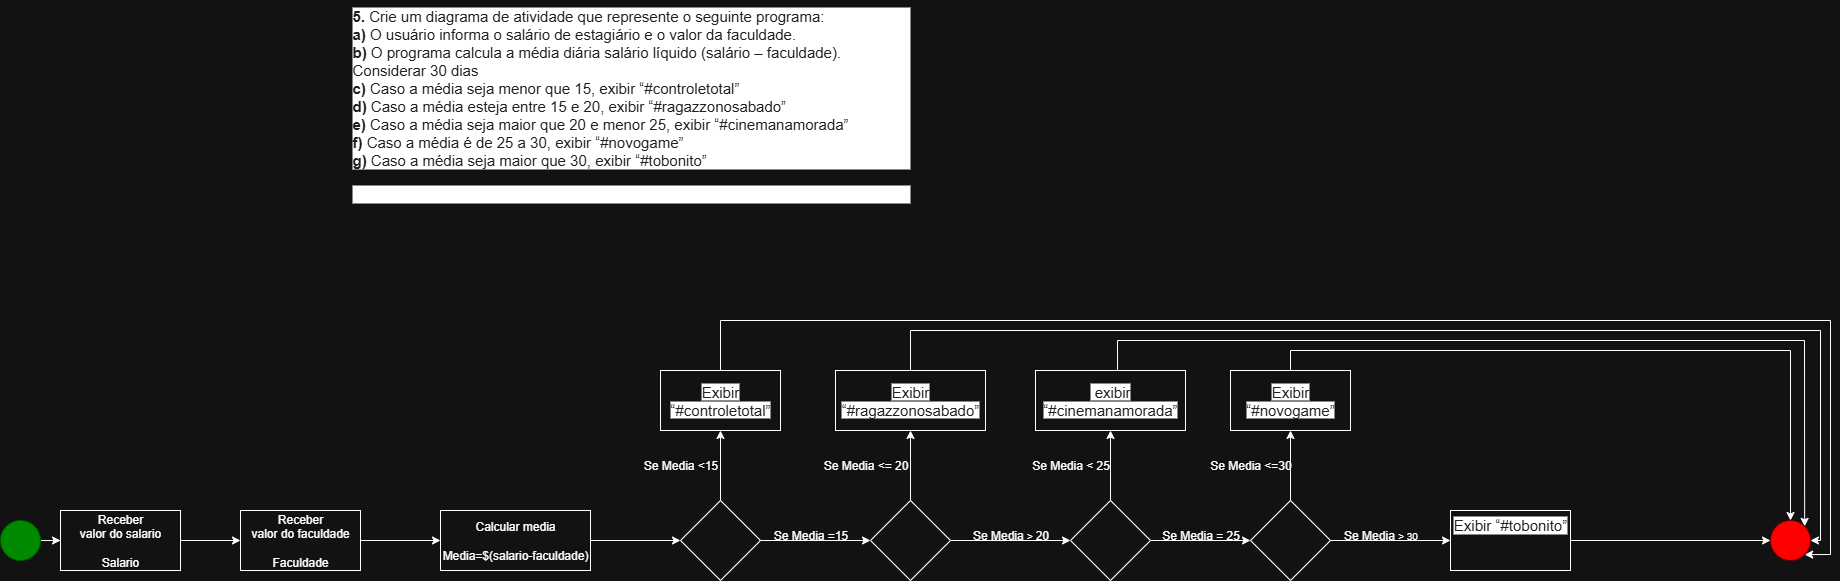 5. Crie um diagrama de atividade que represente o seguinte programa:
a) O usuário informa o salário de estagiário e o valor da faculdade.
b) O programa calcula a média diária salário líquido (salário – faculdade).
Considerar 30 dias
c) Caso a média seja menor que 15, exibir “#controletotal”
d) Caso a média esteja entre 15 e 20, exibir “#ragazzonosabado”
e) Caso a média seja maior que 20 e menor 25, exibir “#cinemanamorada”
f) Caso a média é de 25 a 30, exibir “#novogame”
g) Caso a média seja maior que 30, exibir “#tobonito”
Exibir
“#controletotal”
Exibir
“#ragazzonosabado”
exibir
“#cinemanamorada”
Exibir
“#novogame”
Se Media <15
Se Media <= 20
Se Media < 25
Se Media <=30
Receber
valor do salario
Salario
Receber
valor do faculdade
Faculdade
Calcular media
Media=$(salario-faculdade)
Se Media =15
Se Media > 20
Se Media = 25
Se Media > 30
Exibir “#tobonito”